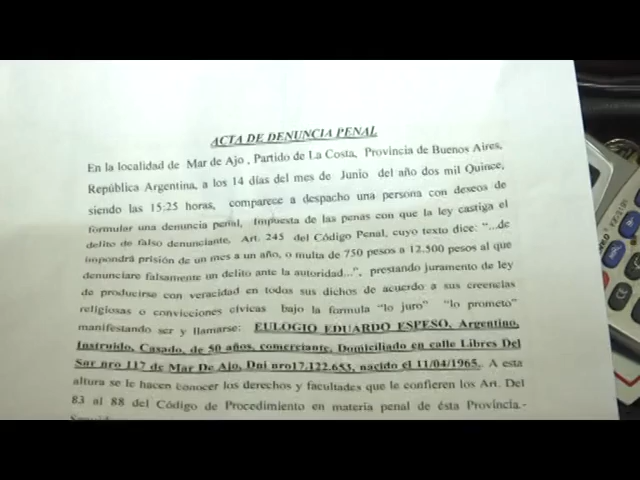 ACTA DE DENUNCIA PENAL
En la localidad de Mar de Ajo , Partido de La Costa, Provincia de Buenos Aires,
República Argentina, a los 14 días del mes de Junio del año dos mil Quince,
siendo las 15:25 horas, comparece a despacho una persona con deseos de
formular una denuncia penal, Impuesta de las penas con que la ley castiga el
delito de falso denunciante, Art. 245 del Código Penal, cuyo texto dice: "...de
impondrá prisión de un mes a un año, o multa de 750 pesos a 12.500 pesos al que
denunciare falsamente un delito ante la autoridad...", prestando juramento de ley
de producirse con veracidad en todos sus dichos de acuerdo a sus creencias
religiosas o convicciones cívicas bajo la formula "lo juro" "lo prometo"
manifestando ser y llamarse: EULOGIO EDUARDO ESPESO, Argentino,
Instruido, Casado, de 50 años, comerciante, Domiciliado en calle Libres Del
Sur nro 117 de Mar De Ajo, Dni nro17.122.653, nacido el 11/04/1965. A esta
altura se le hacen conocer los derechos y facultades que le confieren los Art. Del
83 al 88 del Código de Procedimiento en materia penal de ésta Provincia.-